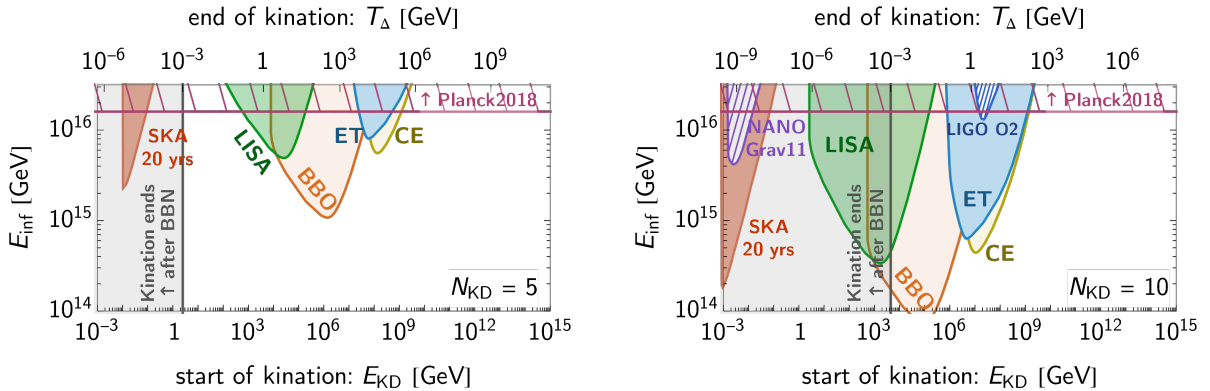 end of kination: T_Δ [GeV]
10^−6 10^−3 1 10^3 10^6 10^9
↑ Planck2018
10^16
10^15
10^14
E_inf [GeV]
SKA
20 yrs
LISA
BBO
ET
CE
Kination ends
↑ after BBN
N_KD = 5
10^−3 1 10^3 10^6 10^9 10^12 10^15
start of kination: E_KD [GeV]
end of kination: T_Δ [GeV]
10^−9 10^−6 10^−3 1 10^3 10^6
↑ Planck2018
10^16
10^15
10^14
E_inf [GeV]
NANO
Grav11
LIGO O2
LISA
SKA
20 yrs
ET
CE
BBO
Kination ends
↑ after BBN
N_KD = 10
10^−3 1 10^3 10^6 10^9 10^12 10^15
start of kination: E_KD [GeV]